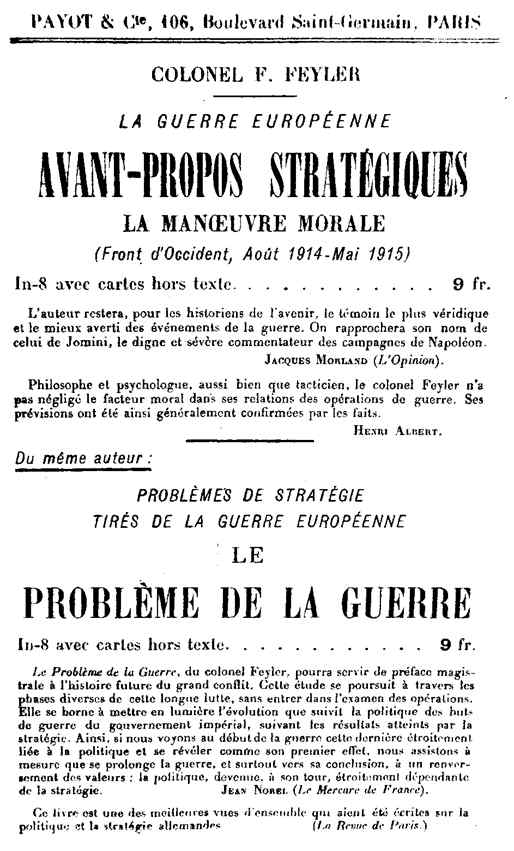 PAYOT & Cie, 106, Boulevard Saint-Germain, PARIS
COLONEL F. FEYLER
LA GUERRE EUROPÉENNE
AVANT-PROPOS STRATÉGIQUES
LA MANŒUVRE MORALE
(Front d'Occident, Août 1914-Mai 1915)
In-8 avec cartes hors texte. . . . . . . . . . . . 9 fr.
L'auteur restera, pour les historiens de l'avenir, le témoin le plus véridique
et le mieux averti des événements de la guerre. On rapprochera son nom de
celui de Jomini, le digne et sévère commentateur des campagnes de Napoléon.
JACQUES MORLAND (L'Opinion).
Philosophe et psychologue, aussi bien que tacticien, le colonel Feyler n'a
pas négligé le facteur moral dans ses relations des opérations de guerre. Ses
prévisions ont été ainsi généralement confirmées par les faits.
HENRI ALBERT.
Du même auteur :
PROBLÈMES DE STRATÉGIE
TIRÉS DE LA GUERRE EUROPÉENNE
LE
PROBLÈME DE LA GUERRE
In-8 avec cartes hors texte. . . . . . . . . . . . 9 fr.
Le Problème de la Guerre, du colonel Feyler, pourra servir de préface magis-
trale à l'histoire future du grand conflit. Cette étude se poursuit à travers les
phases diverses de cette longue lutte, sans entrer dans l'examen des opérations.
Elle se borne à mettre en lumière l'évolution que suivit la politique des buts
de guerre du gouvernement impérial, suivant les résultats atteints par la
stratégie. Ainsi, si nous voyons au début de la guerre cette dernière étroitement
liée à la politique et se révéler comme son premier effet, nous assistons à
mesure que se prolonge la guerre, et surtout vers sa conclusion, à un renver-
sement des valeurs : la politique, devenue, à son tour, étroitement dépendante
de la stratégie. JEAN NOREL (Le Mercure de France).
Ce livre est une des meilleures vues d'ensemble qui aient été écrites sur la
politique et la stratégie allemandes (La Revue de Paris.)